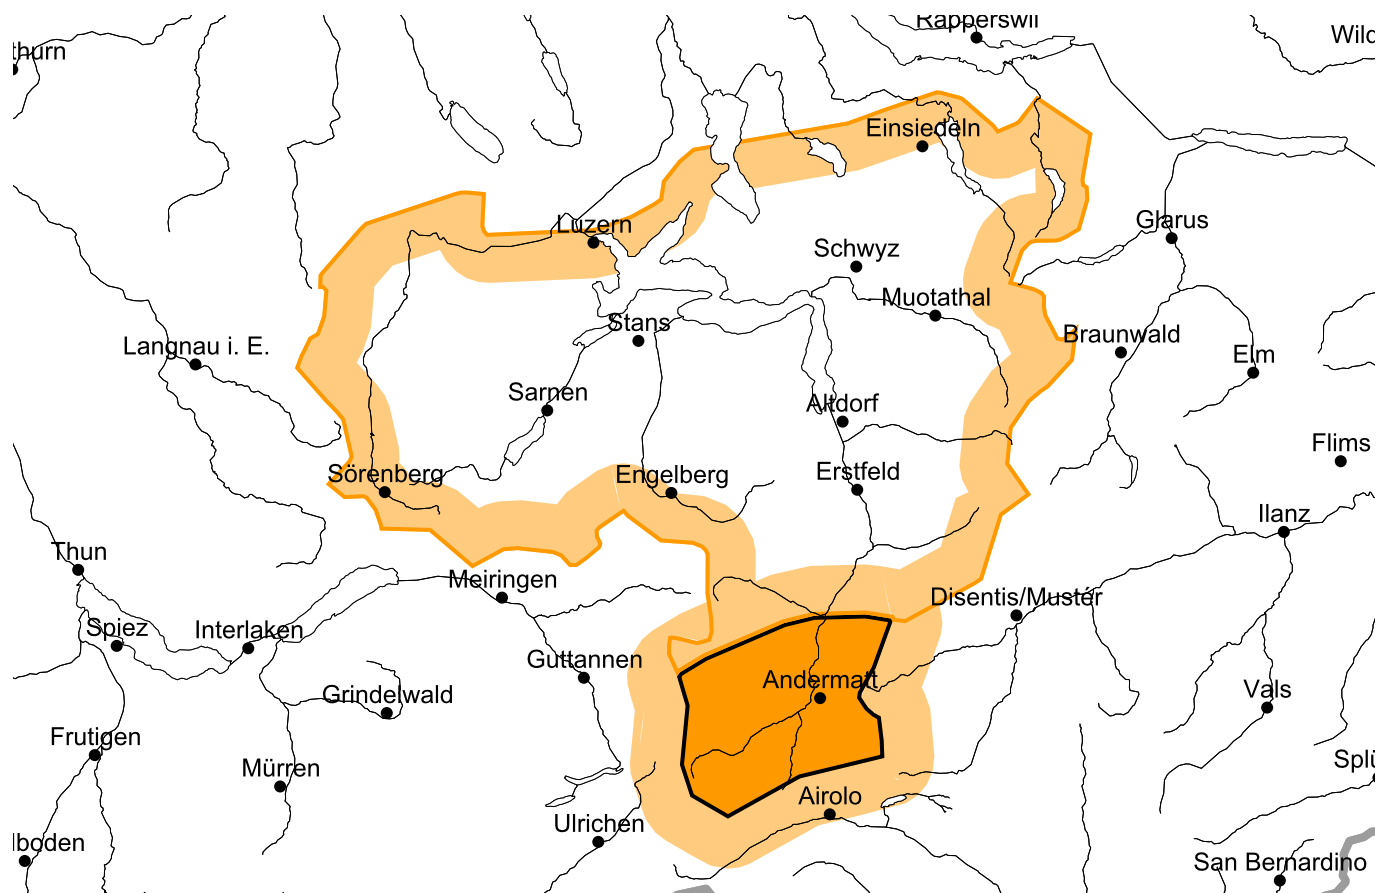 Rapperswil
Wild
thurn
Einsiedeln
Glarus
Luzern
Schwyz
Muotathal
Stans
Braunwald
Langnau i. E.
Elm
Sarnen
Altdorf
Flims
Sörenberg
Engelberg
Erstfeld
Ilanz
Thun
Meiringen
Disentis/Mustér
Spiez
Interlaken
Guttannen
Andermatt
Vals
Grindelwald
Frutigen
Mürren
Splü
Airolo
Ulrichen
lboden
San Bernardino